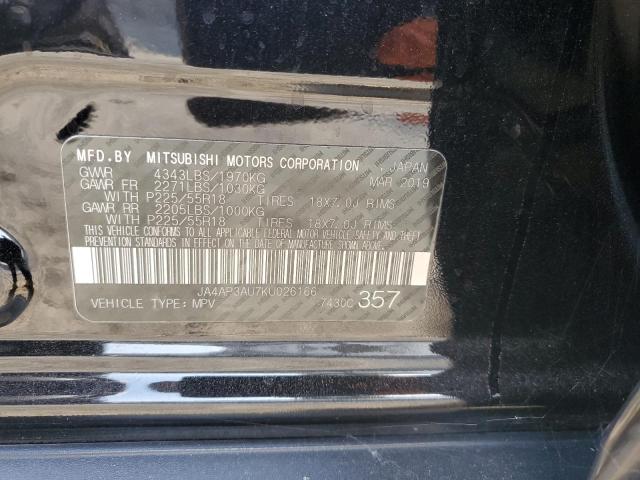 MFD.BY MITSUBISHI MOTORS CORPORATION , JAPAN
GVWR 4343LBS/1970KG MAR 2019
GAWR FR 2271LBS/1030KG
WITH P225/55R18 TIRES 18X7.0J RIMS
GAWR RR 2205LBS/1000KG
WITH P225/55R18 TIRES 18X7.0J RIMS
THIS VEHICLE CONFORMS TO ALL APPLICABLE FEDERAL MOTOR VEHICLE SAFETY AND THEFT
PREVENTION STANDARDS IN EFFECT ON THE DATE OF MANUFACTURE SHOWN ABOVE.
JA4AP3AU7KU026166
VEHICLE TYPE: MPV 7430C 357